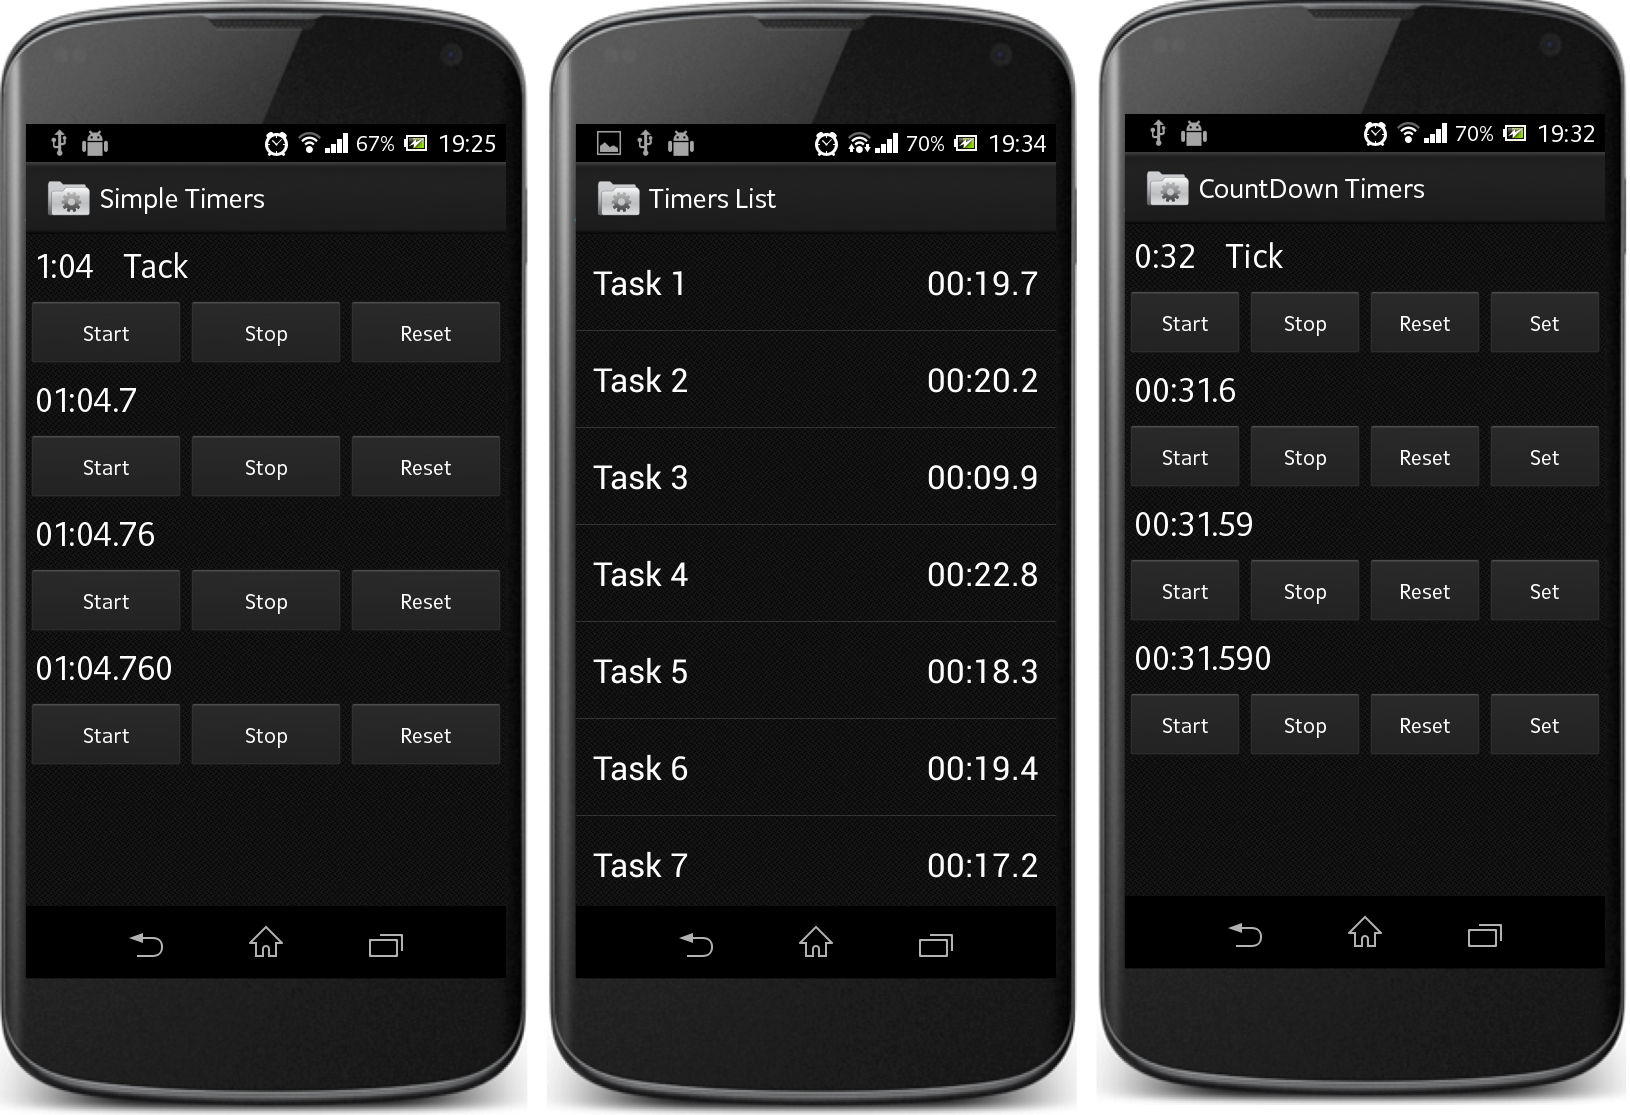 67% 19:25
Simple Timers
1:04 Tack
Start Stop Reset
01:04.7
Start Stop Reset
01:04.76
Start Stop Reset
01:04.760
Start Stop Reset
70% 19:34
Timers List
Task 1 00:19.7
Task 2 00:20.2
Task 3 00:09.9
Task 4 00:22.8
Task 5 00:18.3
Task 6 00:19.4
Task 7 00:17.2
70% 19:32
CountDown Timers
0:32 Tick
Start Stop Reset Set
00:31.6
Start Stop Reset Set
00:31.59
Start Stop Reset Set
00:31.590
Start Stop Reset Set